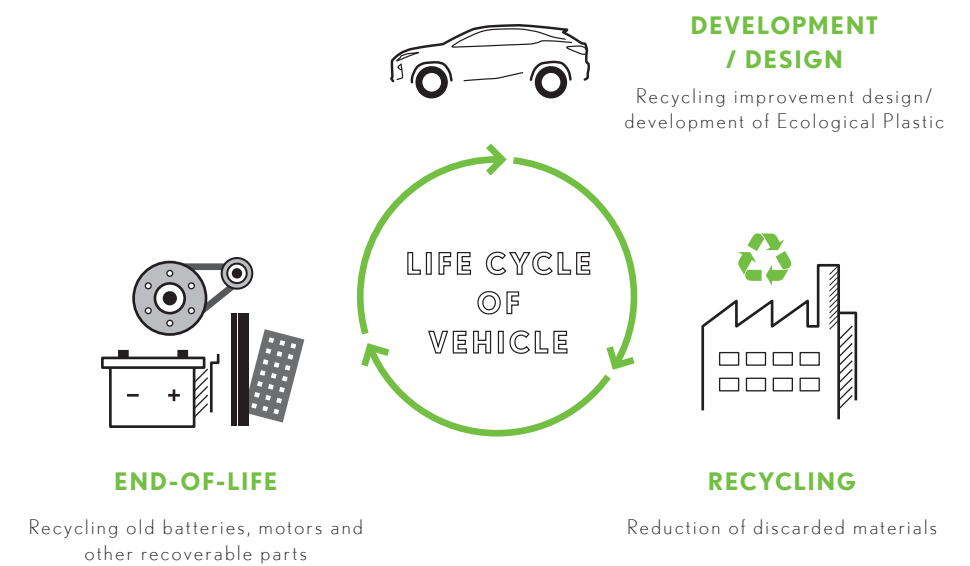 DEVELOPMENT
/ DESIGN
Recycling improvement design/
development of Ecological Plastic
LIFE CYCLE
OF
VEHICLE
− +
END-OF-LIFE
Recycling old batteries, motors and
other recoverable parts
RECYCLING
Reduction of discarded materials